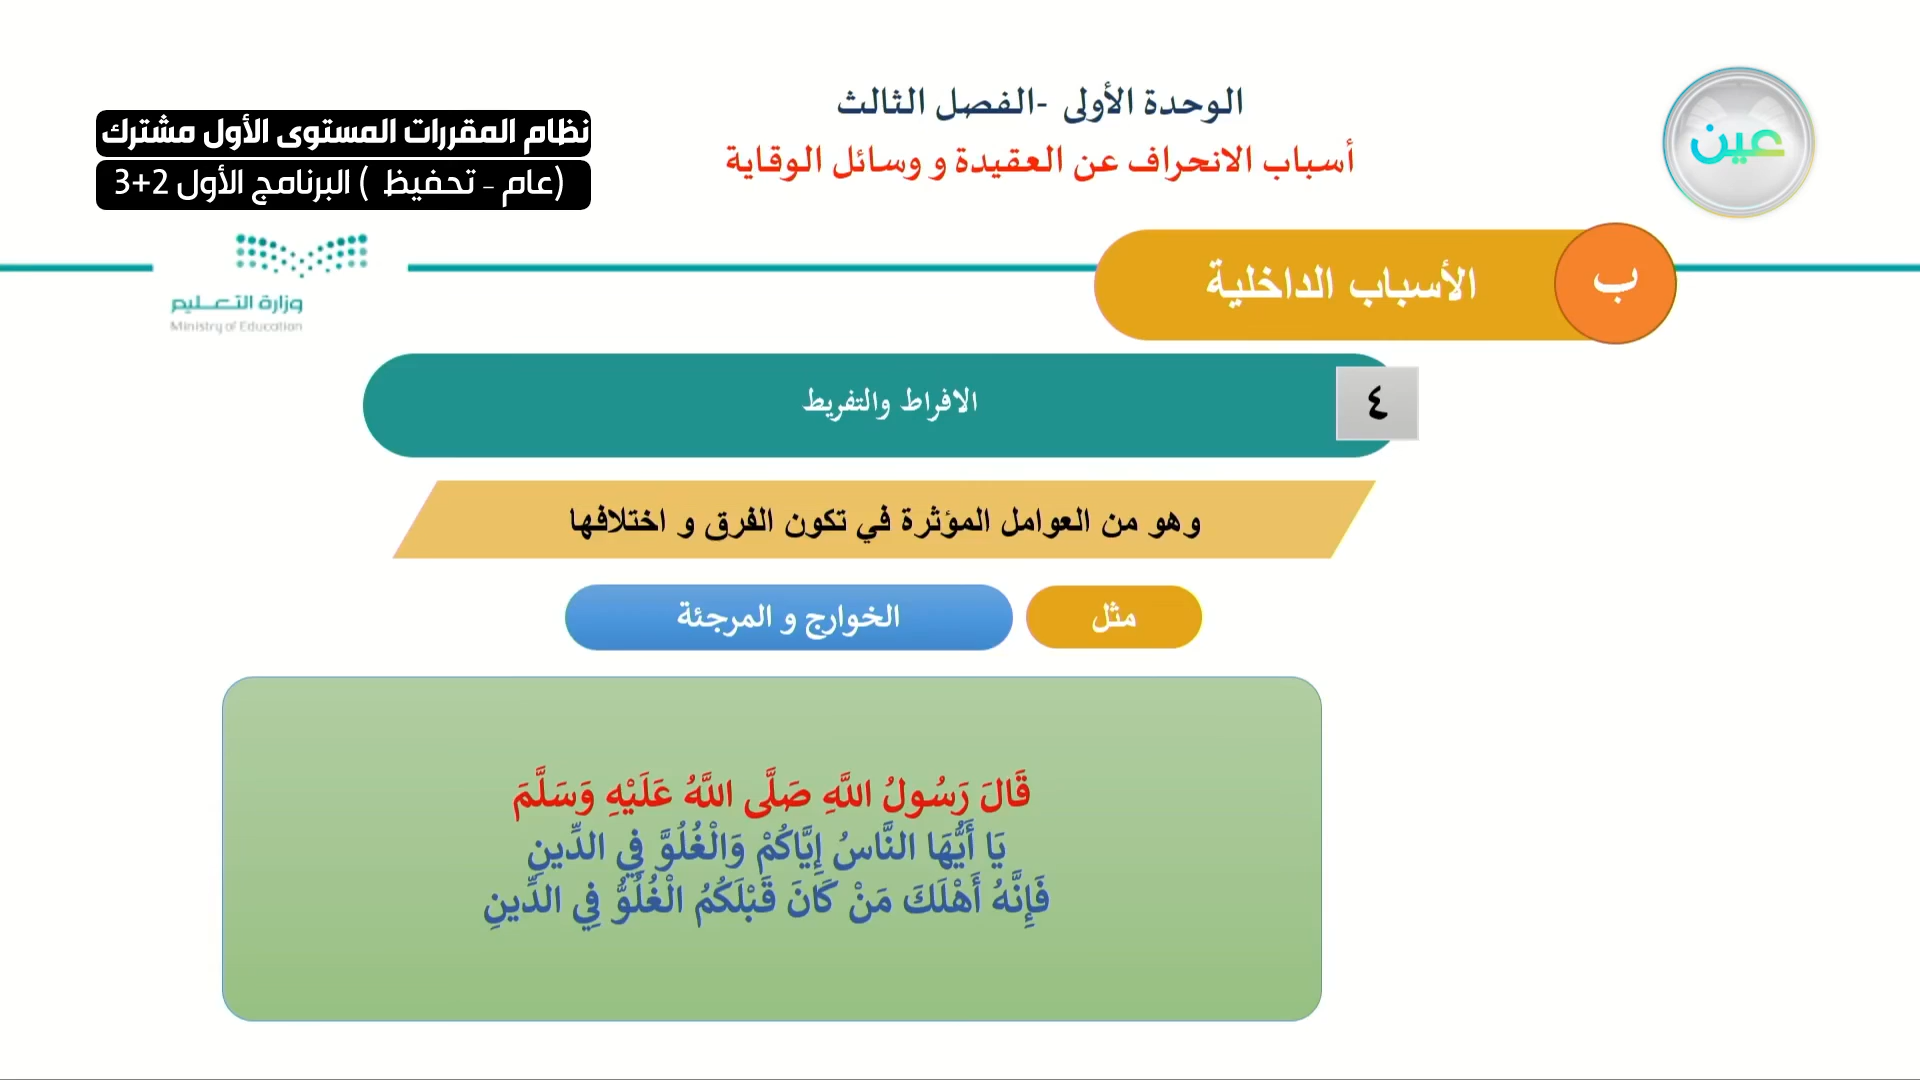 الوحدة الأولى -الفصل الثالث
أسباب الانحراف عن العقيدة و وسائل الوقاية
عين
نظام المقررات المستوى الأول مشترك
(عام - تحفيظ ) البرنامج الأول 2+3
وزارة التعليم
Ministry of Education
ب
الأسباب الداخلية
٤
الافراط والتفريط
وهو من العوامل المؤثرة في تكون الفرق و اختلافها
مثل
الخوارج و المرجئة
قَالَ رَسُولُ اللَّهِ صَلَّى اللَّهُ عَلَيْهِ وَسَلَّمَ
يَا أَيُّهَا النَّاسُ إِيَّاكُمْ وَالْغُلُوَّ فِي الدِّينِ
فَإِنَّهُ أَهْلَكَ مَنْ كَانَ قَبْلَكُمُ الْغُلُوُّ فِي الدِّينِ